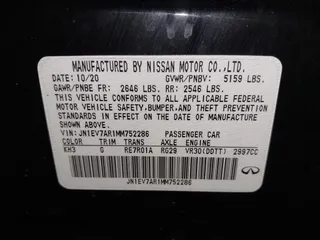 MANUFACTURED BY NISSAN MOTOR CO.,LTD.
DATE: 10/20 GVWR/PNBV: 5159 LBS.
GAWR/PNBE FR: 2646 LBS. RR: 2546 LBS.
THIS VEHICLE CONFORMS TO ALL APPLICABLE FEDERAL MOTOR
VEHICLE SAFETY,BUMPER,AND THEFT PREVENTION
STANDARDS IN EFFECT ON THE DATE OF MANUFACTURE
SHOWN ABOVE.
VIN:JN1EV7AR1MM752286 PASSENGER CAR
COLOR TRIM TRANS AXLE ENGINE
KH3 G RE7R01A RG29 VR30(DDTT) 2997CC
JN1EV7AR1MM752286